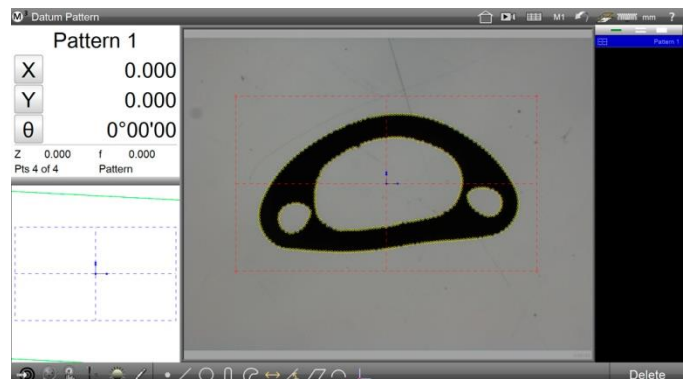 M³ Datum Pattern
M1
mm
?
Pattern 1
Pattern 1
X 0.000
Y 0.000
θ 0°00'00
Z 0.000 f 0.000
Pts 4 of 4 Pattern
Delete